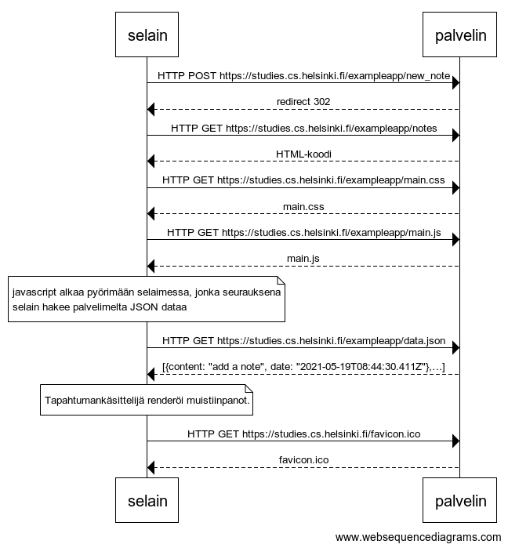 selain
palvelin
HTTP POST https://studies.cs.helsinki.fi/exampleapp/new_note
redirect 302
HTTP GET https://studies.cs.helsinki.fi/exampleapp/notes
HTML-koodi
HTTP GET https://studies.cs.helsinki.fi/exampleapp/main.css
main.css
HTTP GET https://studies.cs.helsinki.fi/exampleapp/main.js
main.js
javascript alkaa pyörimään selaimessa, jonka seurauksena
selain hakee palvelimelta JSON dataa
HTTP GET https://studies.cs.helsinki.fi/exampleapp/data.json
[{content: "add a note", date: "2021-05-19T08:44:30.411Z"},…]
Tapahtumankäsittelijä renderöi muistiinpanot.
HTTP GET https://studies.cs.helsinki.fi/favicon.ico
favicon.ico
selain
palvelin
www.websequencediagrams.com